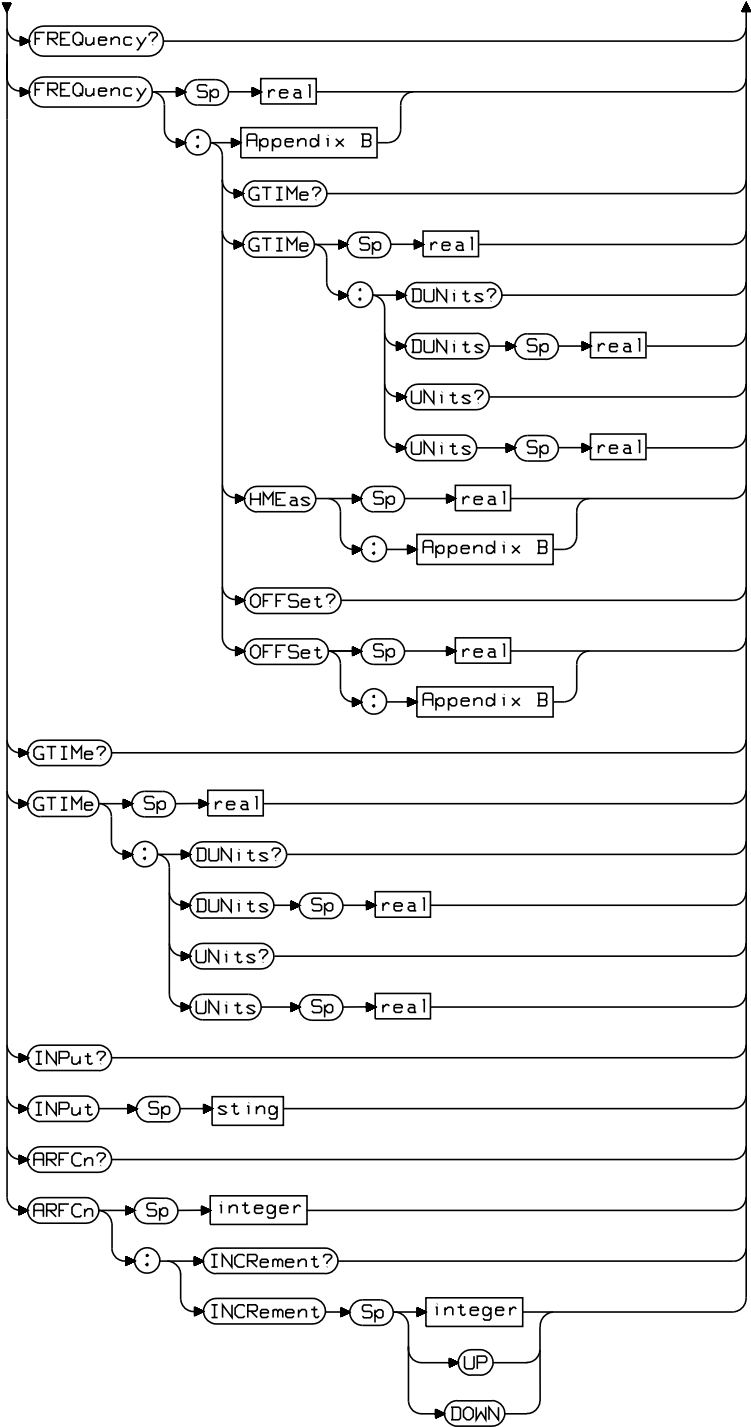 FREQuency?
FREQuency Sp real
: Appendix B
GTIMe?
GTIMe Sp real
: DUNits?
DUNits Sp real
UNits?
UNits Sp real
HMEas Sp real
: Appendix B
OFFSet?
OFFSet Sp real
: Appendix B
GTIMe?
GTIMe Sp real
: DUNits?
DUNits Sp real
UNits?
UNits Sp real
INPut?
INPut Sp sting
ARFCn?
ARFCn Sp integer
: INCRement?
INCRement Sp integer
UP
DOWN